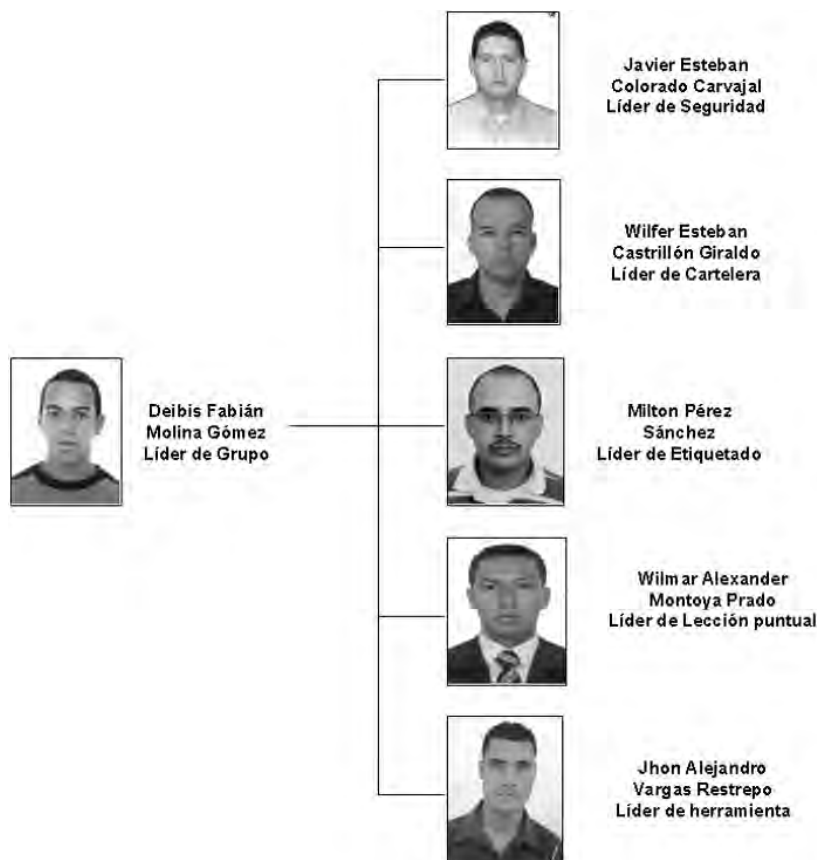 Javier Esteban
Colorado Carvajal
Líder de Seguridad
Wilfer Esteban
Castrillón Giraldo
Líder de Cartelera
Deibis Fabián
Molina Gómez
Líder de Grupo
Milton Pérez
Sánchez
Líder de Etiquetado
Wilmar Alexander
Montoya Prado
Líder de Lección puntual
Jhon Alejandro
Vargas Restrepo
Líder de herramienta